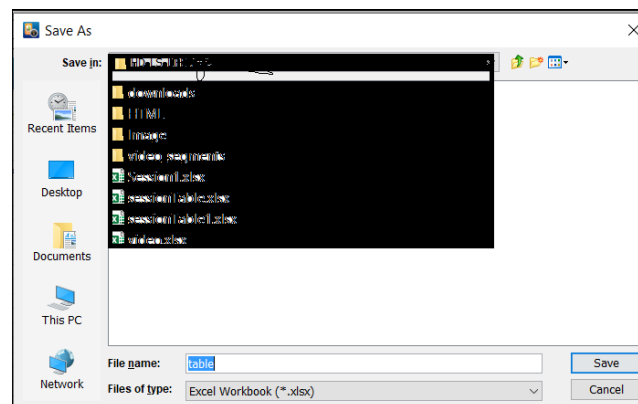 Save As
Save in:
downloads
HTML
Image
video segments
Session1.xlsx
sessionTable.xlsx
sessionTable1.xlsx
video.xlsx
Recent Items
Desktop
Documents
This PC
Network
File name: table Save
Files of type: Excel Workbook (*.xlsx) Cancel